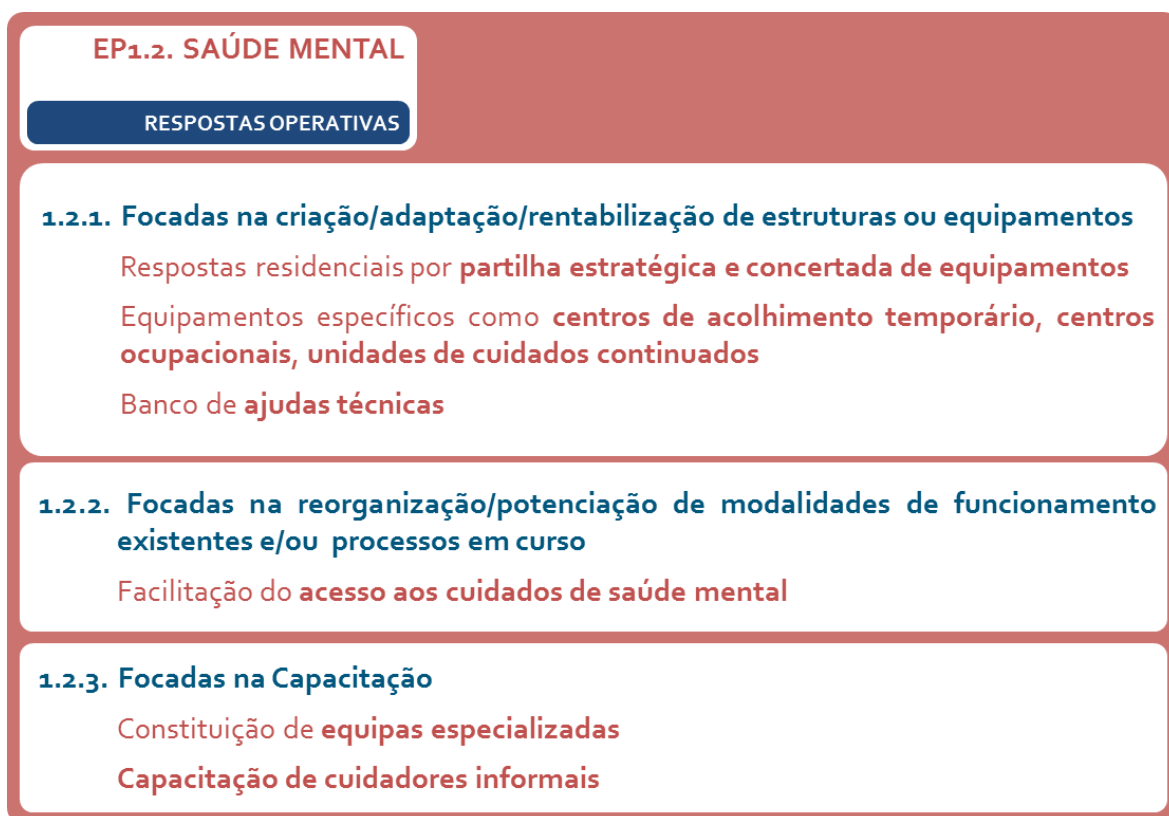 EP1.2. SAÚDE MENTAL
RESPOSTAS OPERATIVAS
1.2.1. Focadas na criação/adaptação/rentabilização de estruturas ou equipamentos
Respostas residenciais por partilha estratégica e concertada de equipamentos
Equipamentos específicos como centros de acolhimento temporário, centros
ocupacionais, unidades de cuidados continuados
Banco de ajudas técnicas
1.2.2. Focadas na reorganização/potenciação de modalidades de funcionamento
existentes e/ou processos em curso
Facilitação do acesso aos cuidados de saúde mental
1.2.3. Focadas na Capacitação
Constituição de equipas especializadas
Capacitação de cuidadores informais